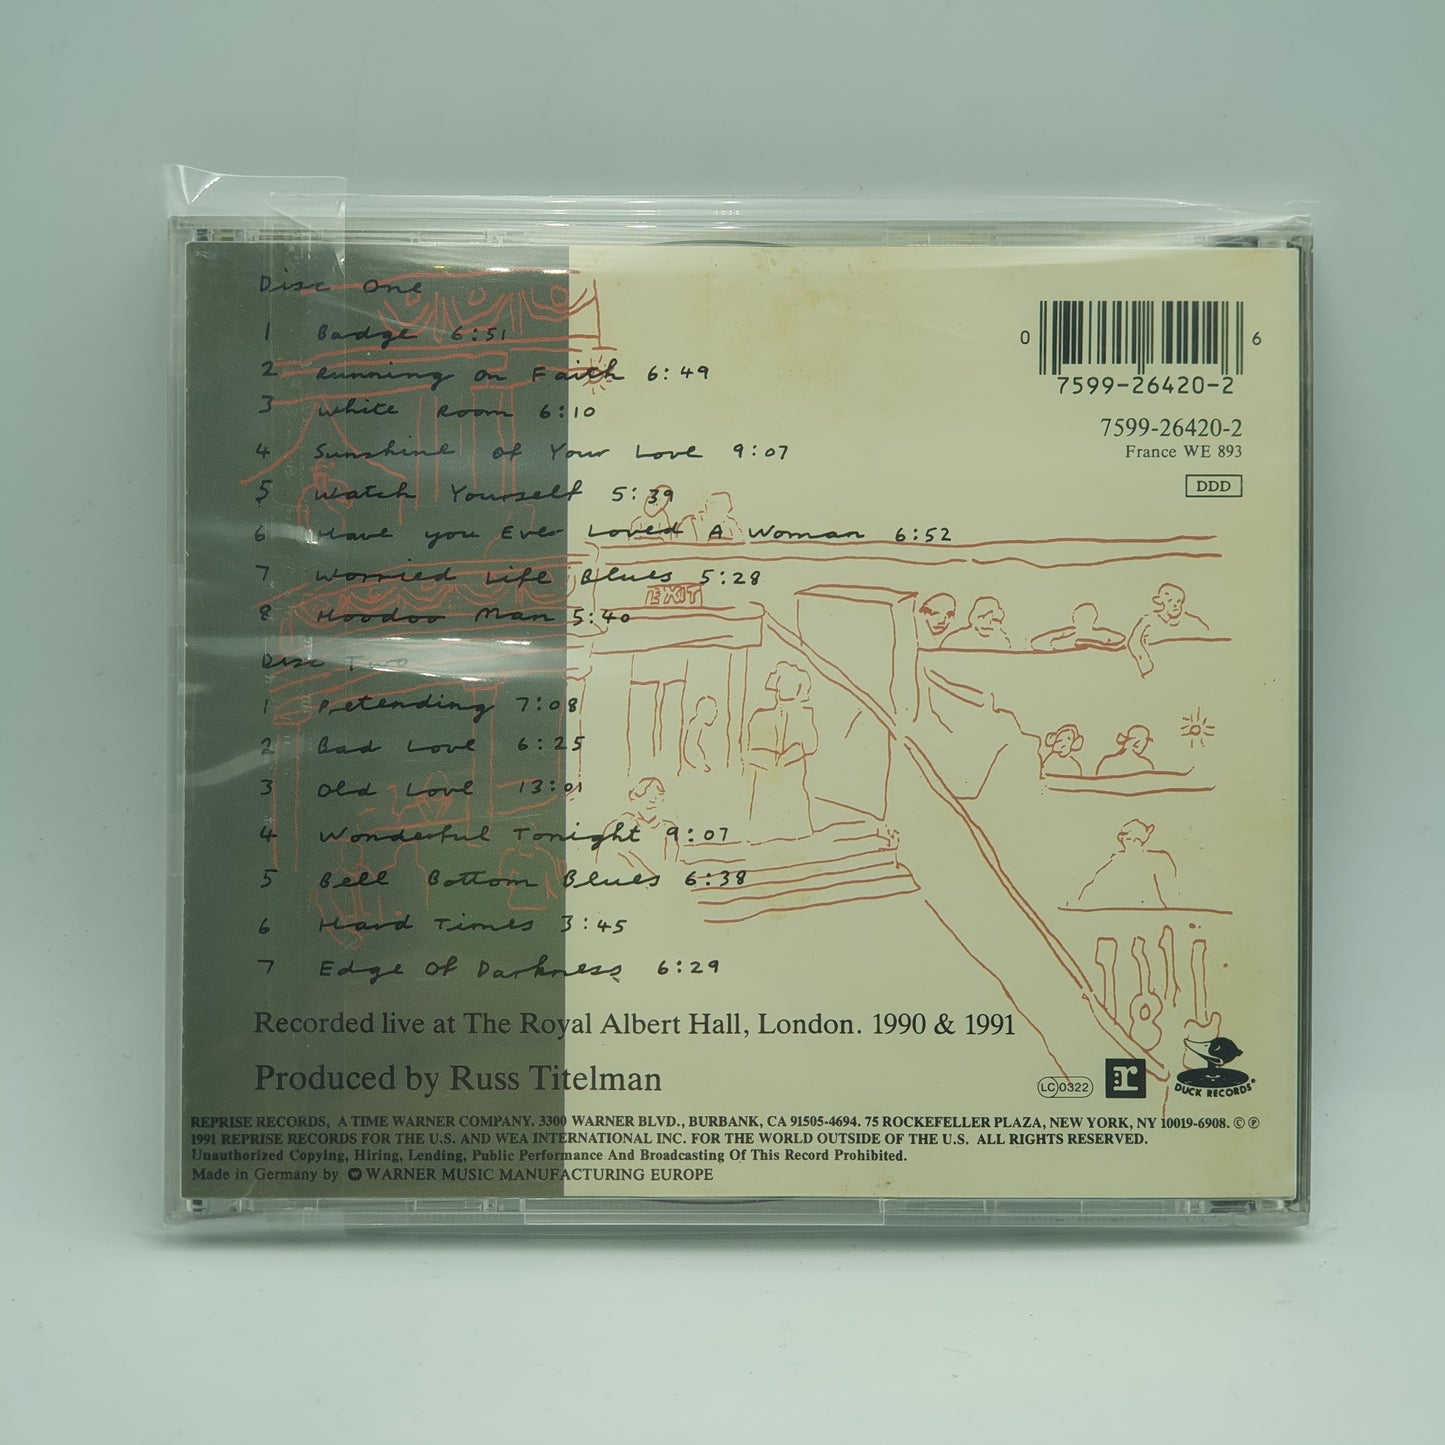 Disc One
1 Badge 6:51
2 Running on Faith 6:49
3 White Room 6:10
4 Sunshine of Your Love 9:07
5 Watch Yourself 5:39
6 Have you Ever Loved A Woman 6:52
7 Worried Life Blues 5:28
8 Hoodoo Man 5:40
Disc Two
1 Pretending 7:08
2 Bad Love 6:25
3 Old Love 13:01
4 Wonderful Tonight 9:07
5 Bell Bottom Blues 6:38
6 Hard Times 3:45
7 Edge Of Darkness 6:29
EXIT
0 6
7599-26420-2
7599-26420-2
France WE 893
DDD
Recorded live at The Royal Albert Hall, London. 1990 & 1991
Produced by Russ Titelman
LC 0322
r
DUCK RECORDS
REPRISE RECORDS, A TIME WARNER COMPANY. 3300 WARNER BLVD., BURBANK, CA 91505-4694. 75 ROCKEFELLER PLAZA, NEW YORK, NY 10019-6908. © ℗
1991 REPRISE RECORDS FOR THE U.S. AND WEA INTERNATIONAL INC. FOR THE WORLD OUTSIDE OF THE U.S. ALL RIGHTS RESERVED.
Unauthorized Copying, Hiring, Lending, Public Performance And Broadcasting Of This Record Prohibited.
Made in Germany by WARNER MUSIC MANUFACTURING EUROPE